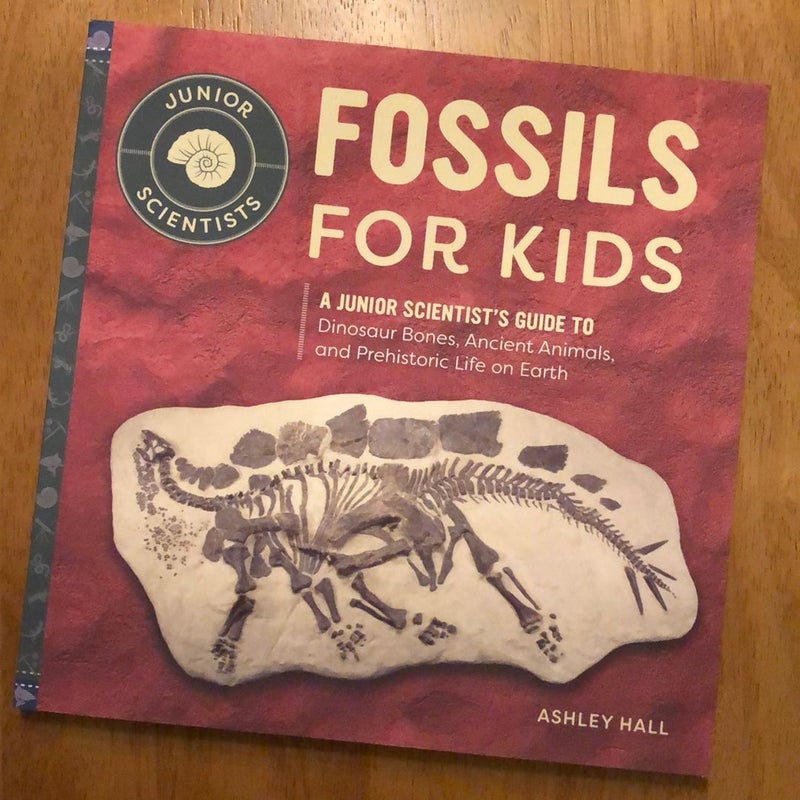 JUNIOR
SCIENTISTS
FOSSILS
FOR KIDS
A JUNIOR SCIENTIST'S GUIDE TO
Dinosaur Bones, Ancient Animals,
and Prehistoric Life on Earth
ASHLEY HALL